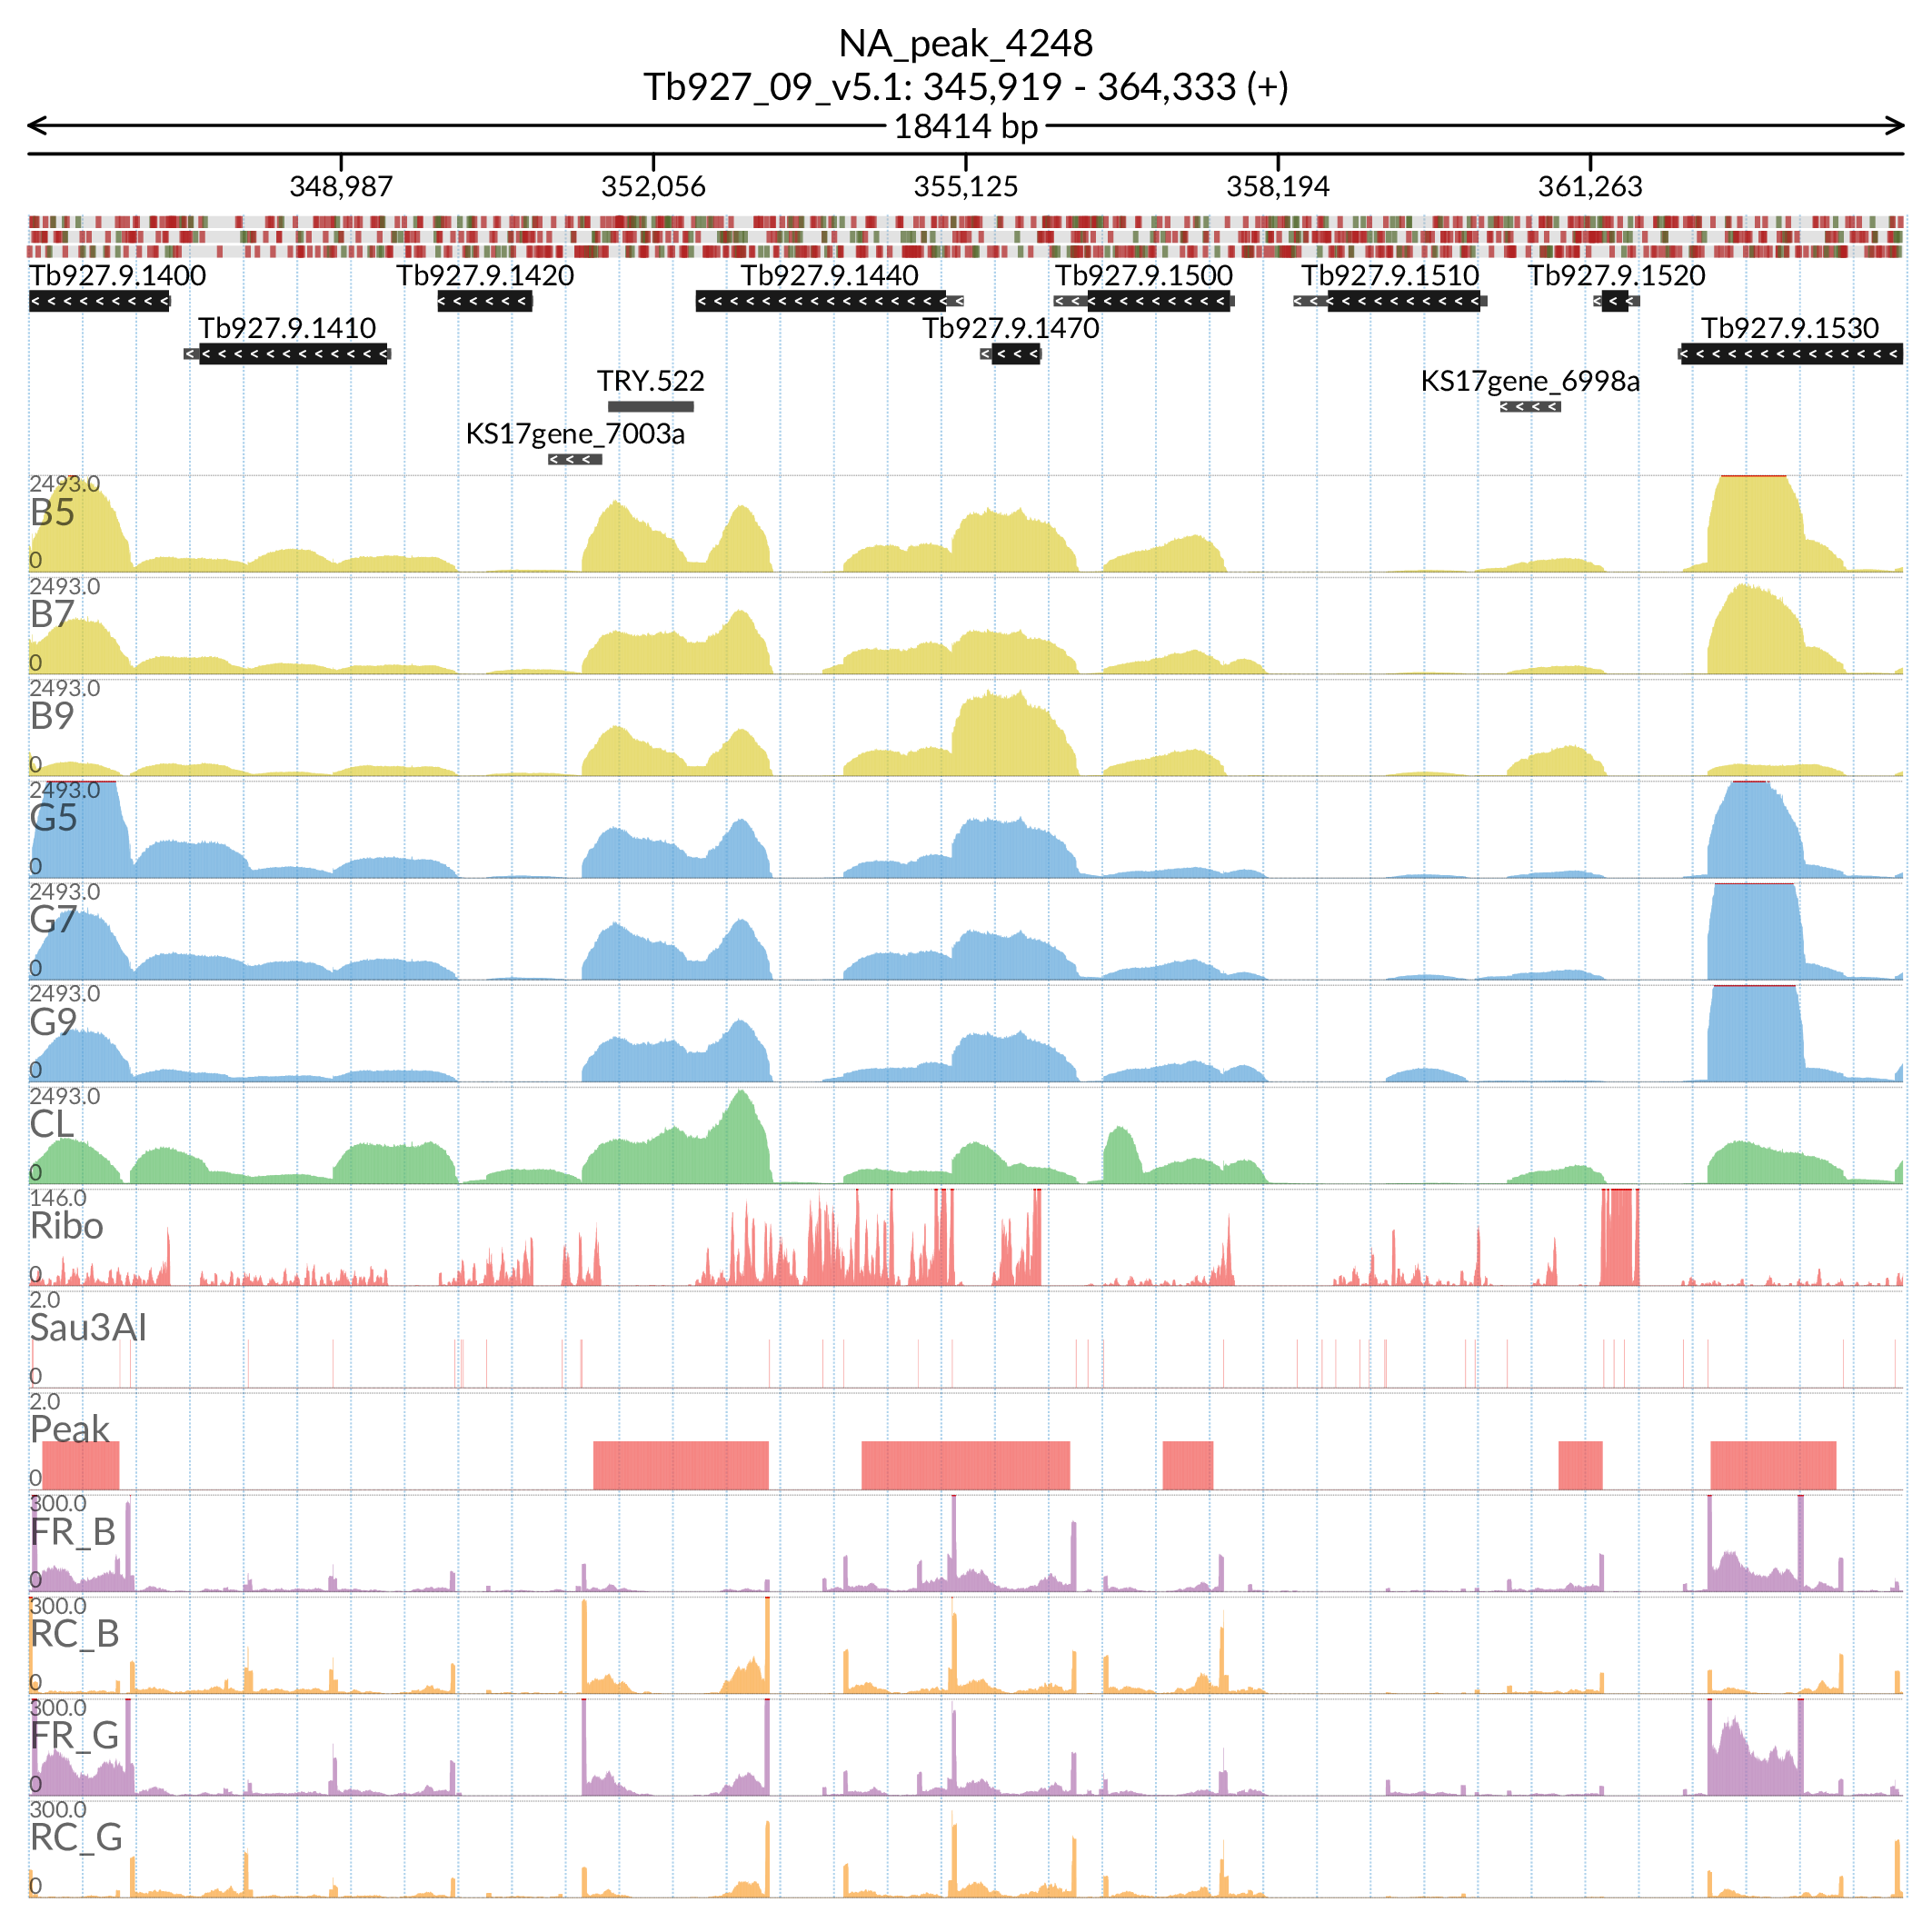 NA_peak_4248
Tb927_09_v5.1: 345,919 - 364,333 (+)
18414 bp
348,987 352,056 355,125 358,194 361,263
Tb927.9.1400 Tb927.9.1420 Tb927.9.1440 Tb927.9.1500 Tb927.9.1510 Tb927.9.1520
Tb927.9.1410 Tb927.9.1470 Tb927.9.1530
TRY.522 KS17gene_6998a
KS17gene_7003a
2493.0
B5
0
2493.0
B7
0
2493.0
B9
0
2493.0
G5
0
2493.0
G7
0
2493.0
G9
0
2493.0
CL
0
146.0
Ribo
0
2.0
Sau3AI
0
2.0
Peak
0
300.0
FR_B
0
300.0
RC_B
0
300.0
FR_G
0
300.0
RC_G
0